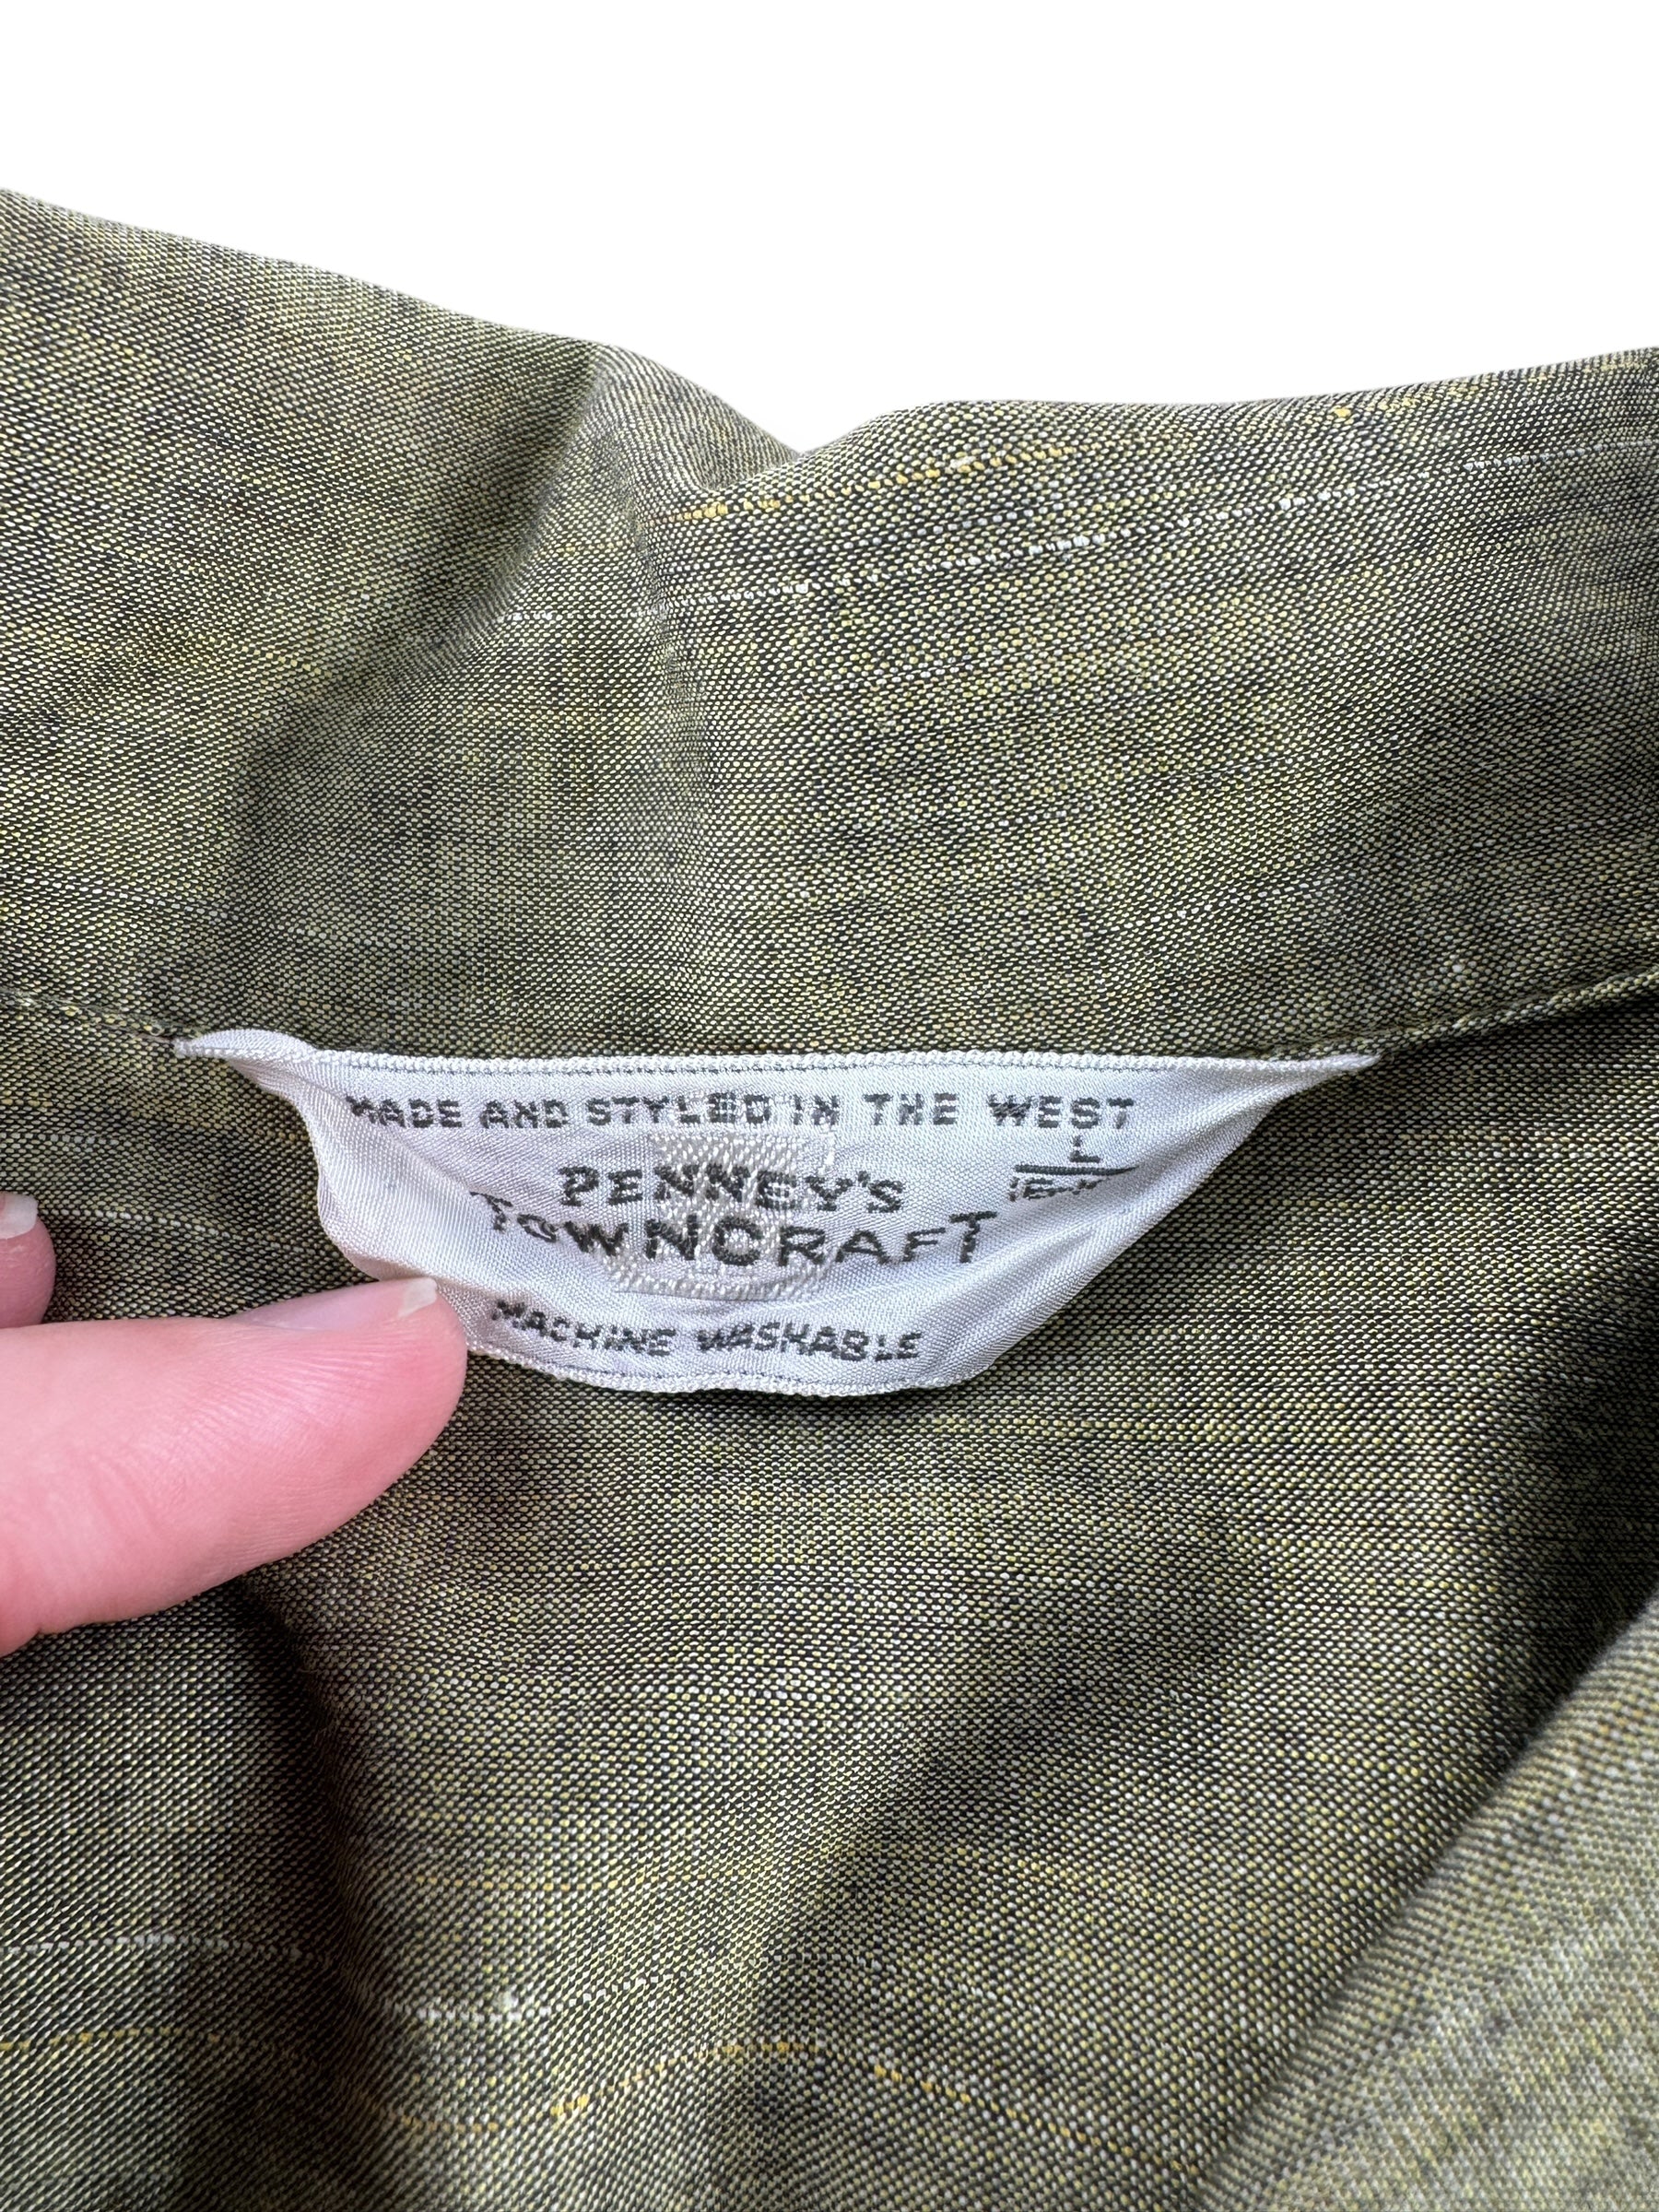 MADE AND STYLED IN THE WEST
L
PENNEY'S
TOWNCRAFT
MACHINE WASHABLE